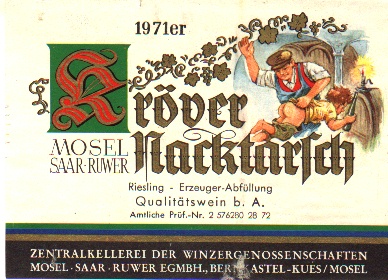 1971er
Kröver
Nacktarsch
MOSEL
SAAR·RUWER
Riesling - Erzeuger-Abfüllung
Qualitätswein b. A.
Amtliche Prüf.-Nr. 2 576280 28 72
ZENTRALKELLEREI DER WINZERGENOSSENSCHAFTEN
MOSEL · SAAR · RUWER EGMBH., BERNKASTEL-KUES/MOSEL